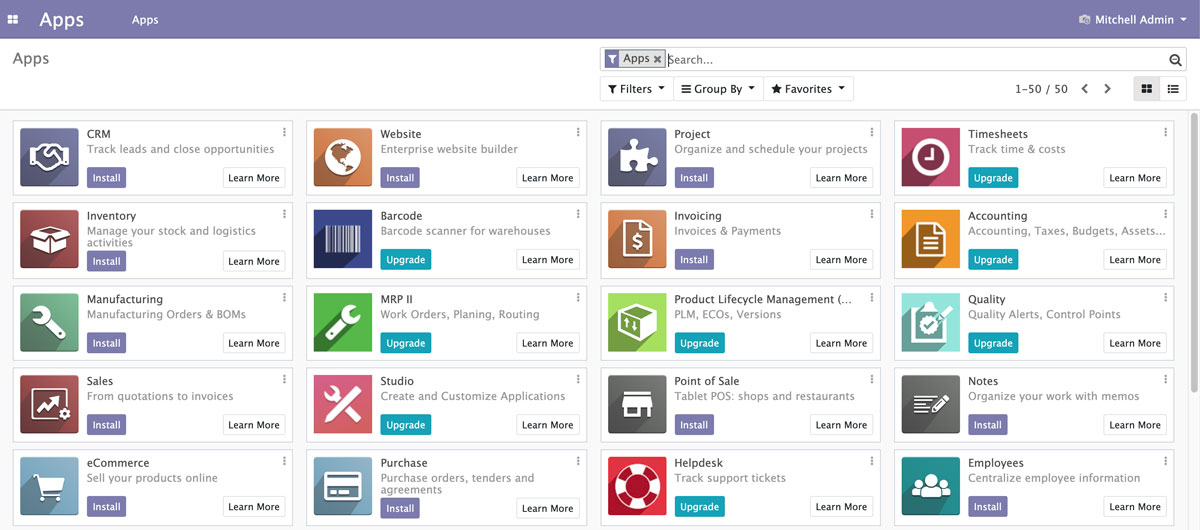 Apps Apps Mitchell Admin
Apps Apps Search...
Filters Group By Favorites 1-50 / 50
CRM
Track leads and close opportunities
Install Learn More
Website
Enterprise website builder
Install Learn More
Project
Organize and schedule your projects
Install Learn More
Timesheets
Track time & costs
Upgrade Learn More
Inventory
Manage your stock and logistics
activities
Install Learn More
Barcode
Barcode scanner for warehouses
Upgrade Learn More
Invoicing
Invoices & Payments
Install Learn More
Accounting
Accounting, Taxes, Budgets, Assets...
Upgrade Learn More
Manufacturing
Manufacturing Orders & BOMs
Install Learn More
MRP II
Work Orders, Planing, Routing
Upgrade Learn More
Product Lifecycle Management (...
PLM, ECOs, Versions
Upgrade Learn More
Quality
Quality Alerts, Control Points
Upgrade Learn More
Sales
From quotations to invoices
Install Learn More
Studio
Create and Customize Applications
Upgrade Learn More
Point of Sale
Tablet POS: shops and restaurants
Install Learn More
Notes
Organize your work with memos
Install Learn More
eCommerce
Sell your products online
Install Learn More
Purchase
Purchase orders, tenders and
agreements
Install Learn More
Helpdesk
Track support tickets
Upgrade Learn More
Employees
Centralize employee information
Install Learn More